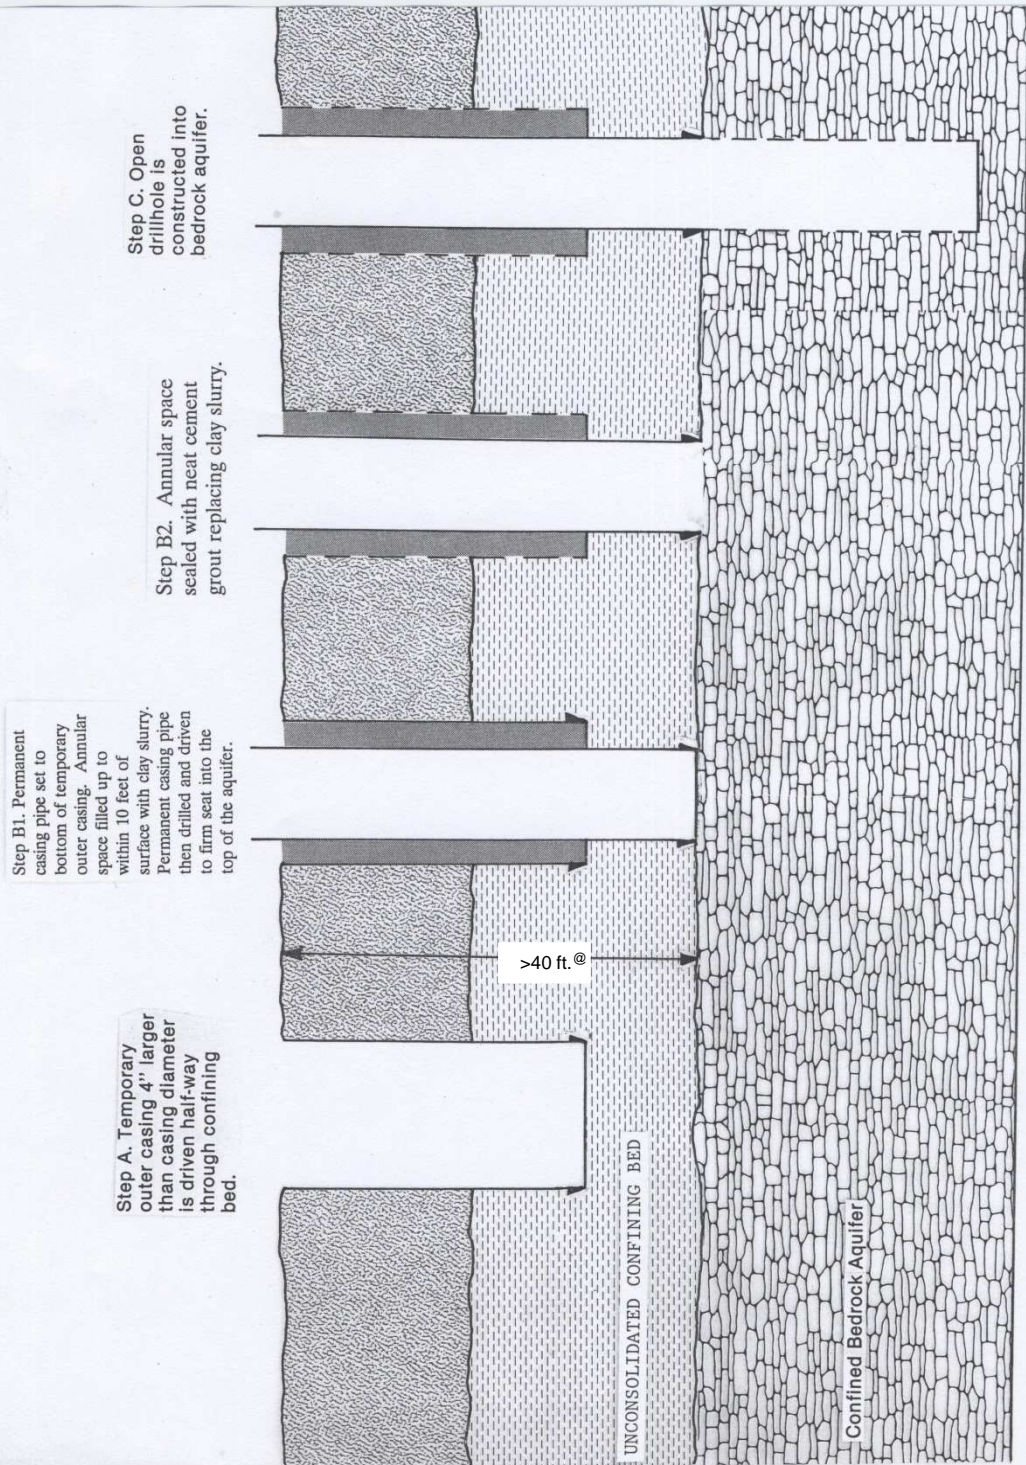 Step A. Temporary
outer casing 4" larger
than casing diameter
is driven half-way
through confining
bed.
Step B1. Permanent
casing pipe set to
bottom of temporary
outer casing. Annular
space filled up to
within 10 feet of
surface with clay slurry.
Permanent casing pipe
then drilled and driven
to firm seat into the
top of the aquifer.
Step B2. Annular space
sealed with neat cement
grout replacing clay slurry.
Step C. Open
drillhole is
constructed into
bedrock aquifer.
>40 ft.@
UNCONSOLIDATED CONFINING BED
Confined Bedrock Aquifer